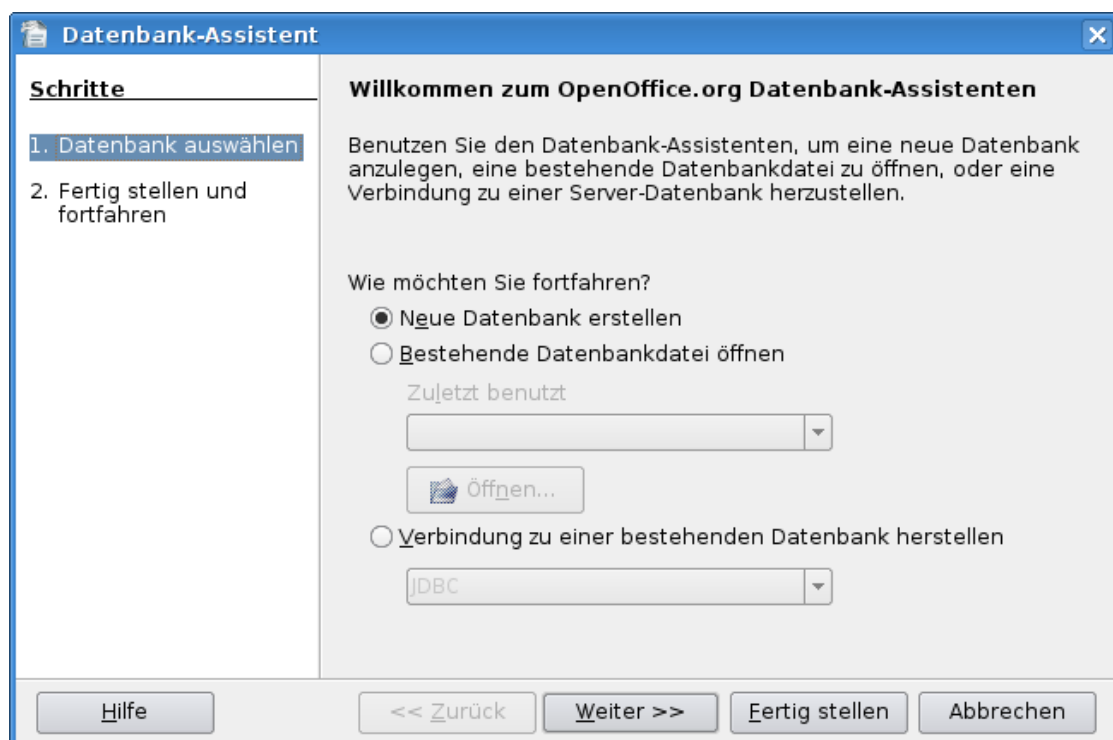 Datenbank-Assistent
Schritte
1. Datenbank auswählen
2. Fertig stellen und
fortfahren
Willkommen zum OpenOffice.org Datenbank-Assistenten
Benutzen Sie den Datenbank-Assistenten, um eine neue Datenbank
anzulegen, eine bestehende Datenbankdatei zu öffnen, oder eine
Verbindung zu einer Server-Datenbank herzustellen.
Wie möchten Sie fortfahren?
Neue Datenbank erstellen
Bestehende Datenbankdatei öffnen
Zuletzt benutzt
Öffnen...
Verbindung zu einer bestehenden Datenbank herstellen
JDBC
Hilfe
<< Zurück
Weiter >>
Fertig stellen
Abbrechen